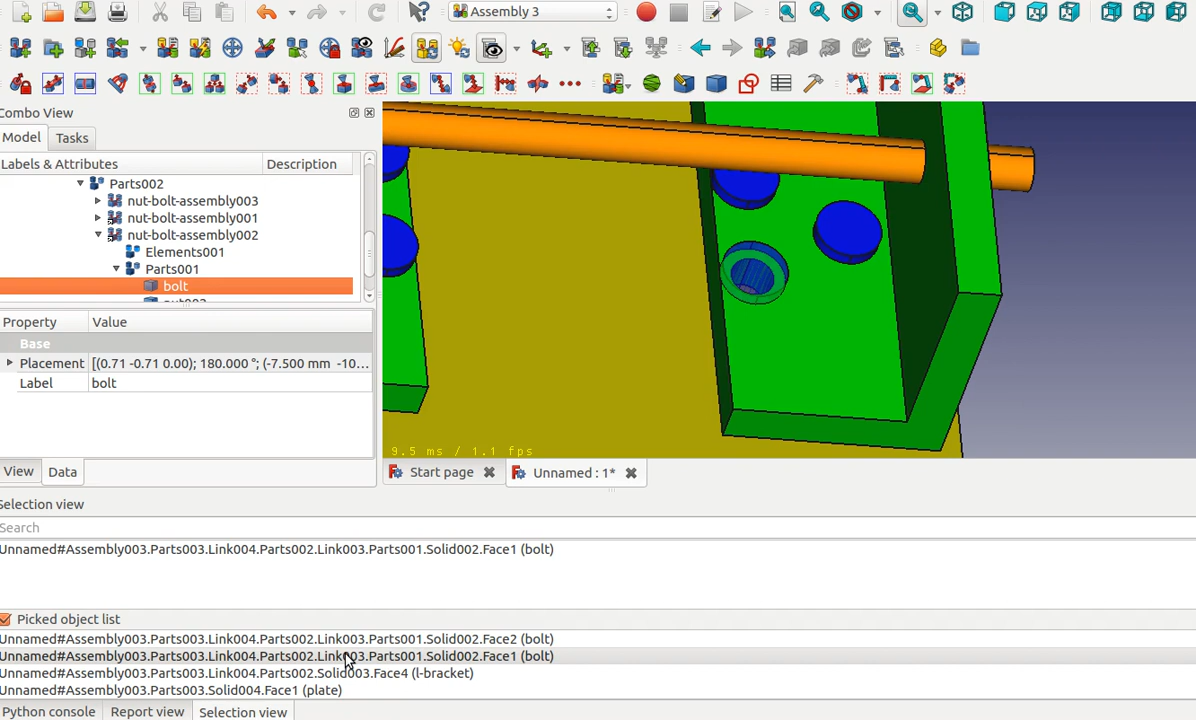 Assembly 3
Combo View
Model Tasks
Labels & Attributes Description
Parts002
nut-bolt-assembly003
nut-bolt-assembly001
nut-bolt-assembly002
Elements001
Parts001
bolt
Property Value
Base
Placement [(0.71 -0.71 0.00); 180.000 °; (-7.500 mm -10...
Label bolt
View Data
9.5 ms / 1.1 fps
Start page Unnamed : 1*
Selection view
Search
Unnamed#Assembly003.Parts003.Link004.Parts002.Link003.Parts001.Solid002.Face1 (bolt)
Picked object list
Unnamed#Assembly003.Parts003.Link004.Parts002.Link003.Parts001.Solid002.Face2 (bolt)
Unnamed#Assembly003.Parts003.Link004.Parts002.Link003.Parts001.Solid002.Face1 (bolt)
Unnamed#Assembly003.Parts003.Link004.Parts002.Solid003.Face4 (l-bracket)
Unnamed#Assembly003.Parts003.Solid004.Face1 (plate)
Python console Report view Selection view